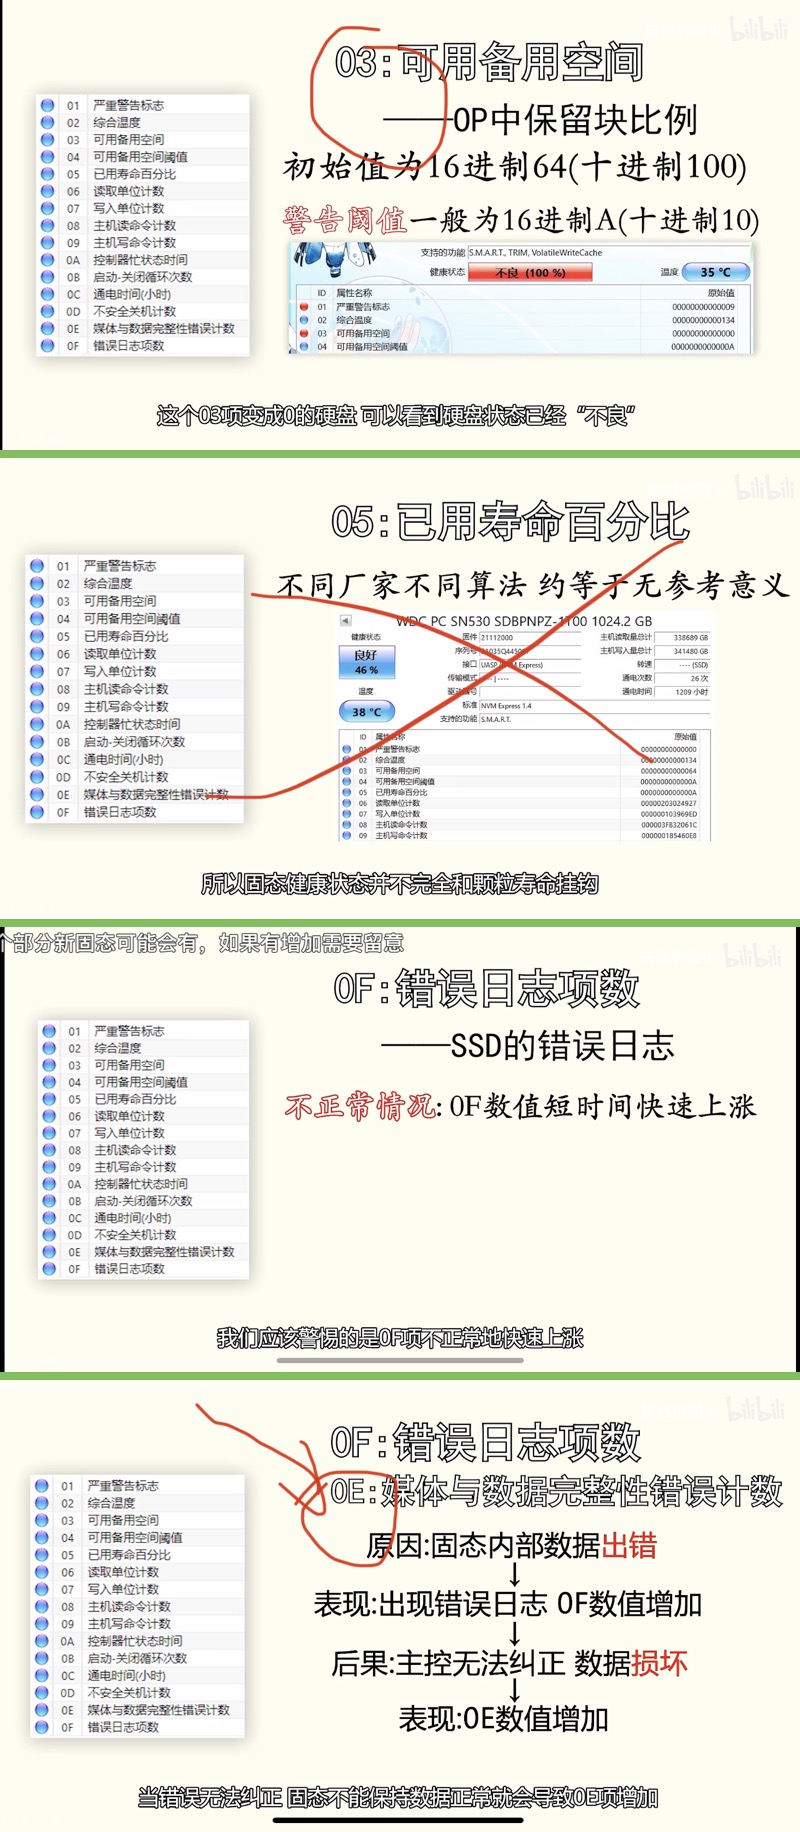 bilibili
03:可用备用空间
——OP中保留块比例
初始值为16进制64(十进制100)
警告阈值一般为16进制A(十进制10)
01 严重警告标志
02 综合温度
03 可用备用空间
04 可用备用空间阈值
05 已用寿命百分比
06 读取单位计数
07 写入单位计数
08 主机读命令计数
09 主机写命令计数
0A 控制器忙状态时间
0B 启动-关闭循环次数
0C 通电时间(小时)
0D 不安全关机计数
0E 媒体与数据完整性错误计数
0F 错误日志项数
支持的功能 S.M.A.R.T., TRIM, VolatileWriteCache
健康状态 不良 (100 %) 温度 35 °C
ID 属性名称 原始值
01 严重警告标志 00000000000009
02 综合温度 00000000000134
03 可用备用空间 00000000000000
04 可用备用空间阈值 0000000000000A
这个03项变成0的硬盘 可以看到硬盘状态已经“不良”
bilibili
05:已用寿命百分比
不同厂家不同算法 约等于无参考意义
01 严重警告标志
02 综合温度
03 可用备用空间
04 可用备用空间阈值
05 已用寿命百分比
06 读取单位计数
07 写入单位计数
08 主机读命令计数
09 主机写命令计数
0A 控制器忙状态时间
0B 启动-关闭循环次数
0C 通电时间(小时)
0D 不安全关机计数
0E 媒体与数据完整性错误计数
0F 错误日志项数
WDC PC SN530 SDBPNPZ-1T00 1024.2 GB
健康状态 固件 21112000 主机读取量总计 338689 GB
良好 序列号 主机写入量总计 341480 GB
46 % 接口 转速 ---- (SSD)
传输模式 ---- | ---- 通电次数 26 次
温度 驱动器号 通电时间 1209 小时
38 °C 标准 NVM Express 1.4
支持的功能 S.M.A.R.T.
ID 属性名称 原始值
01 严重警告标志 00000000000000
02 综合温度 00000000000134
03 可用备用空间 00000000000064
04 可用备用空间阈值 0000000000000A
05 已用寿命百分比 0000000000000A
06 读取单位计数 00000203024927
07 写入单位计数 000000103969ED
08 主机读命令计数 000003FB32061C
09 主机写命令计数 000000185460E8
所以固态健康状态并不完全和颗粒寿命挂钩
个部分新固态可能会有，如果有增加需要留意
bilibili
0F:错误日志项数
——SSD的错误日志
不正常情况:0F数值短时间快速上涨
01 严重警告标志
02 综合温度
03 可用备用空间
04 可用备用空间阈值
05 已用寿命百分比
06 读取单位计数
07 写入单位计数
08 主机读命令计数
09 主机写命令计数
0A 控制器忙状态时间
0B 启动-关闭循环次数
0C 通电时间(小时)
0D 不安全关机计数
0E 媒体与数据完整性错误计数
0F 错误日志项数
我们应该警惕的是0F项不正常地快速上涨
bilibili
0F:错误日志项数
0E:媒体与数据完整性错误计数
01 严重警告标志
02 综合温度
03 可用备用空间
04 可用备用空间阈值
05 已用寿命百分比
06 读取单位计数
07 写入单位计数
08 主机读命令计数
09 主机写命令计数
0A 控制器忙状态时间
0B 启动-关闭循环次数
0C 通电时间(小时)
0D 不安全关机计数
0E 媒体与数据完整性错误计数
0F 错误日志项数
原因:固态内部数据出错
↓
表现:出现错误日志 0F数值增加
↓
后果:主控无法纠正 数据损坏
↓
表现:0E数值增加
当错误无法纠正 固态不能保持数据正常就会导致0E项增加